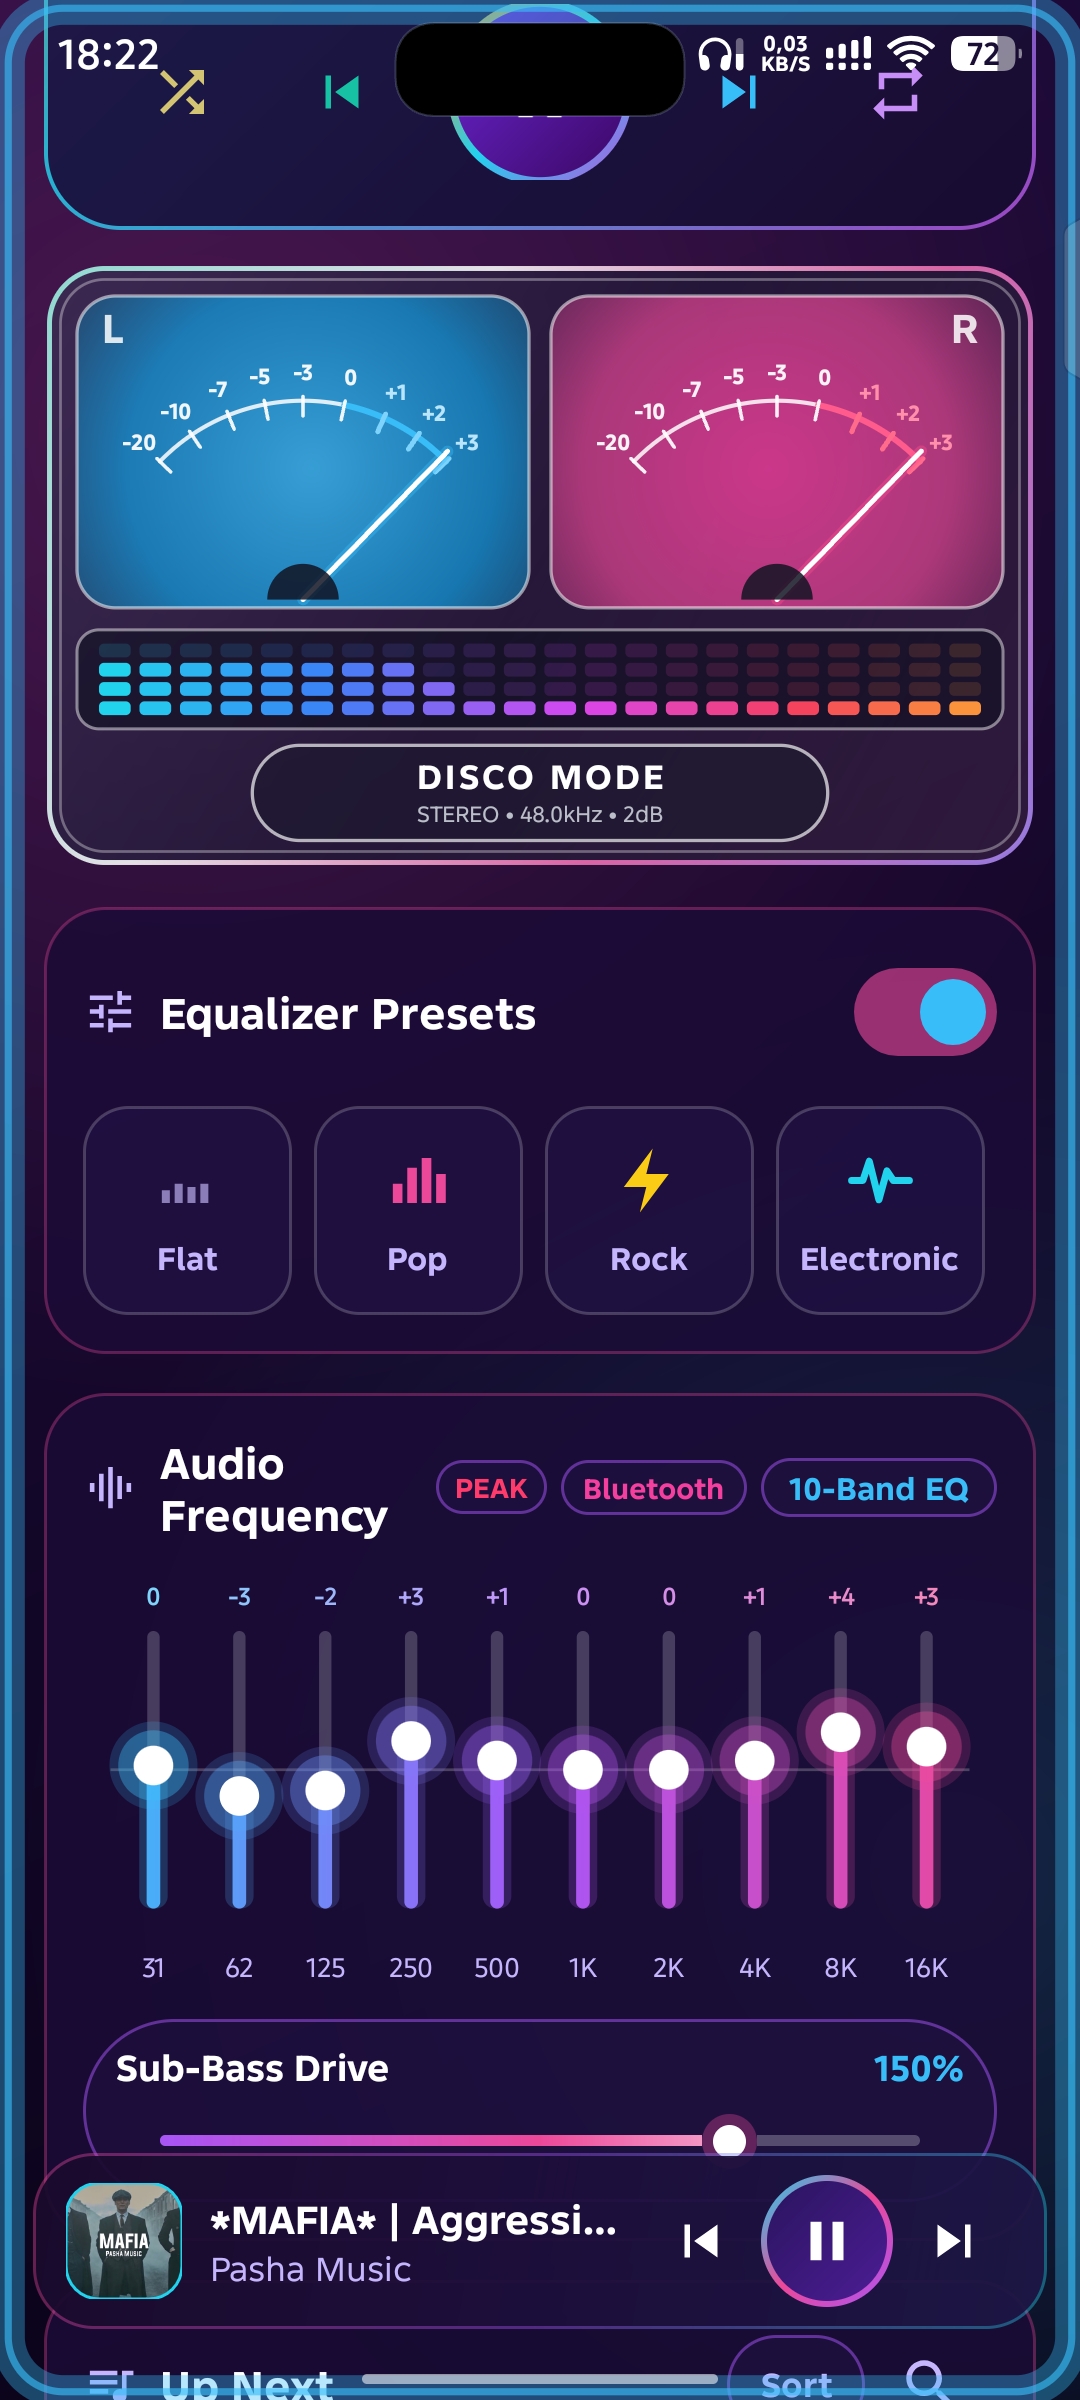 18:22
0,03
KB/S
72
L
-20 -10 -7 -5 -3 0 +1 +2 +3
R
-20 -10 -7 -5 -3 0 +1 +2 +3
DISCO MODE
STEREO • 48.0kHz • 2dB
Equalizer Presets
Flat Pop Rock Electronic
Audio
Frequency
PEAK Bluetooth 10-Band EQ
0 -3 -2 +3 +1 0 0 +1 +4 +3
31 62 125 250 500 1K 2K 4K 8K 16K
Sub-Bass Drive 150%
MAFIA
PASHA MUSIC
*MAFIA* | Aggressi...
Pasha Music
Up Next Sort